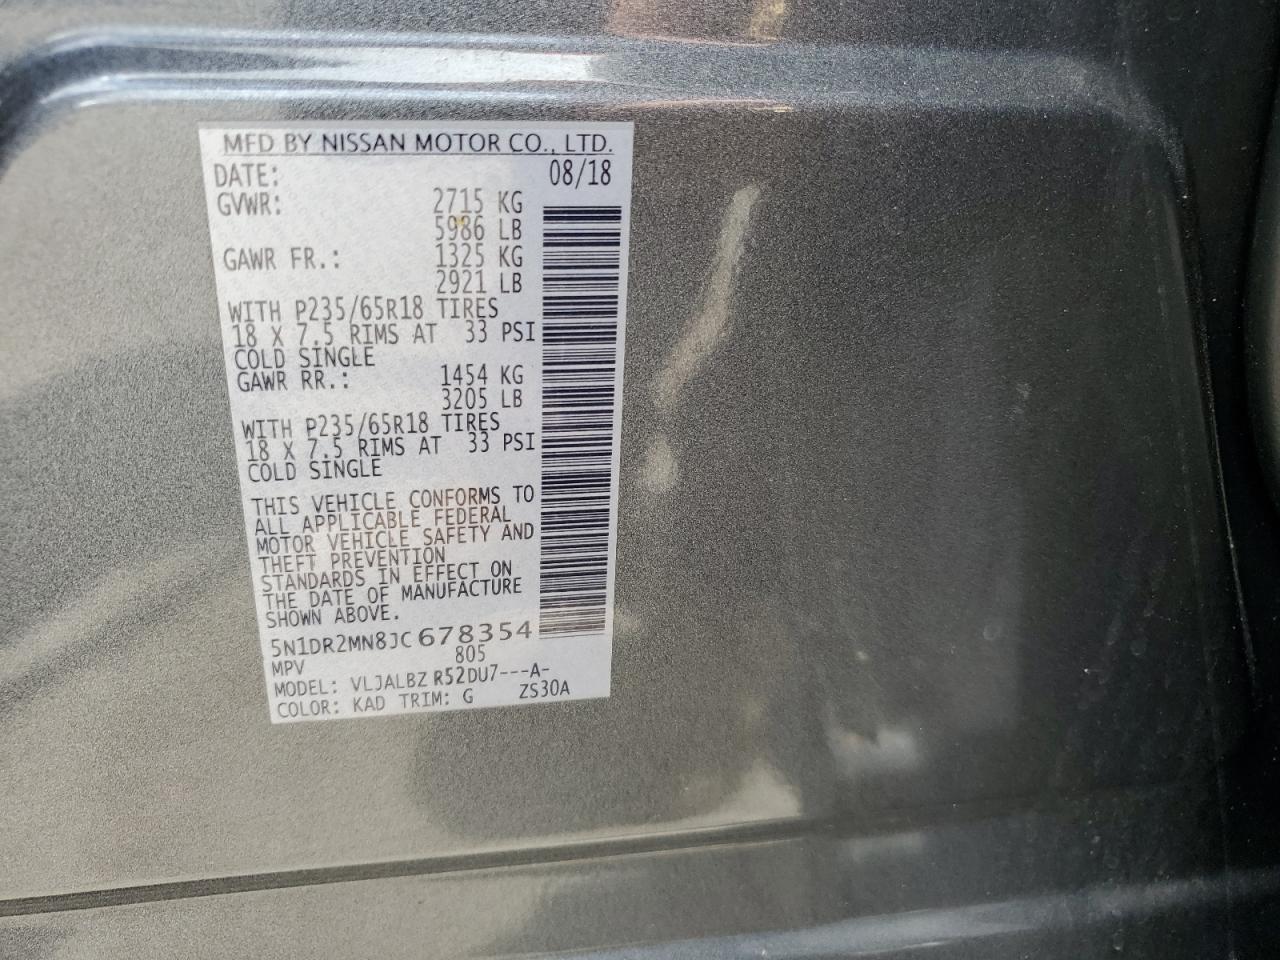 MFD BY NISSAN MOTOR CO., LTD.
DATE: 08/18
GVWR: 2715 KG
5986 LB
GAWR FR.: 1325 KG
2921 LB
WITH P235/65R18 TIRES
18 X 7.5 RIMS AT 33 PSI
COLD SINGLE
GAWR RR.: 1454 KG
3205 LB
WITH P235/65R18 TIRES
18 X 7.5 RIMS AT 33 PSI
COLD SINGLE
THIS VEHICLE CONFORMS TO
ALL APPLICABLE FEDERAL
MOTOR VEHICLE SAFETY AND
THEFT PREVENTION
STANDARDS IN EFFECT ON
THE DATE OF MANUFACTURE
SHOWN ABOVE.
5N1DR2MN8JC678354
MPV 805
MODEL: VLJALBZ R52DU7---A-
COLOR: KAD TRIM: G ZS30A